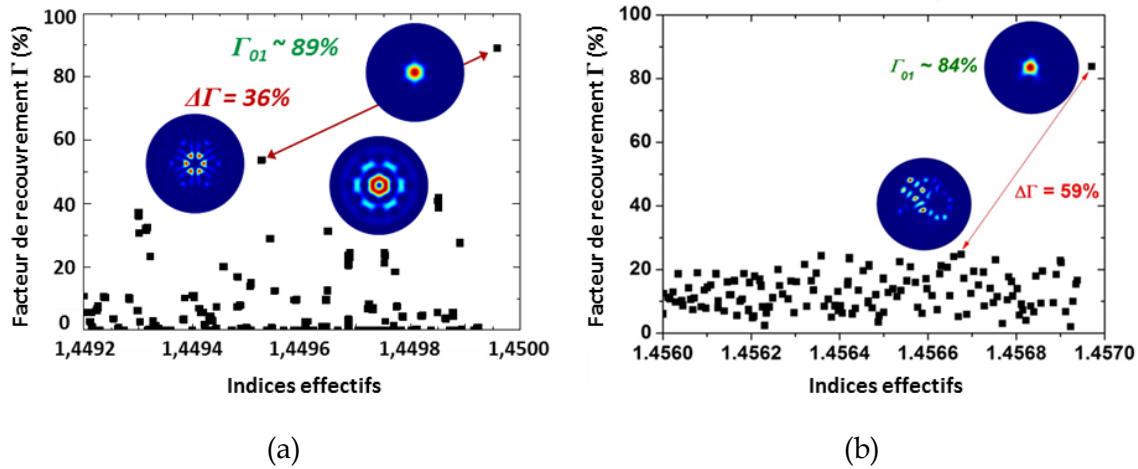 Facteur de recouvrement Γ (%)
100
80
60
40
20
0
Γ01 ~ 89%
ΔΓ = 36%
1,4492
1,4494
1,4496
1,4498
1,4500
Indices effectifs
(a)
Facteur de recouvrement Γ (%)
100
80
60
40
20
0
Γ01 ~ 84%
ΔΓ = 59%
1.4560
1.4562
1.4564
1.4566
1.4568
1.4570
Indices effectifs
(b)